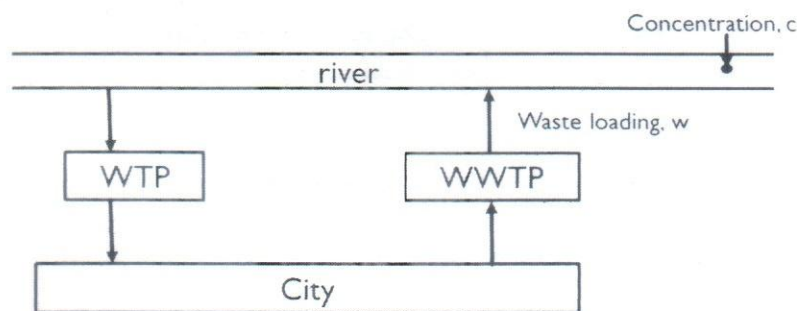 Concentration, c
river
Waste loading, w
WTP
WWTP
City